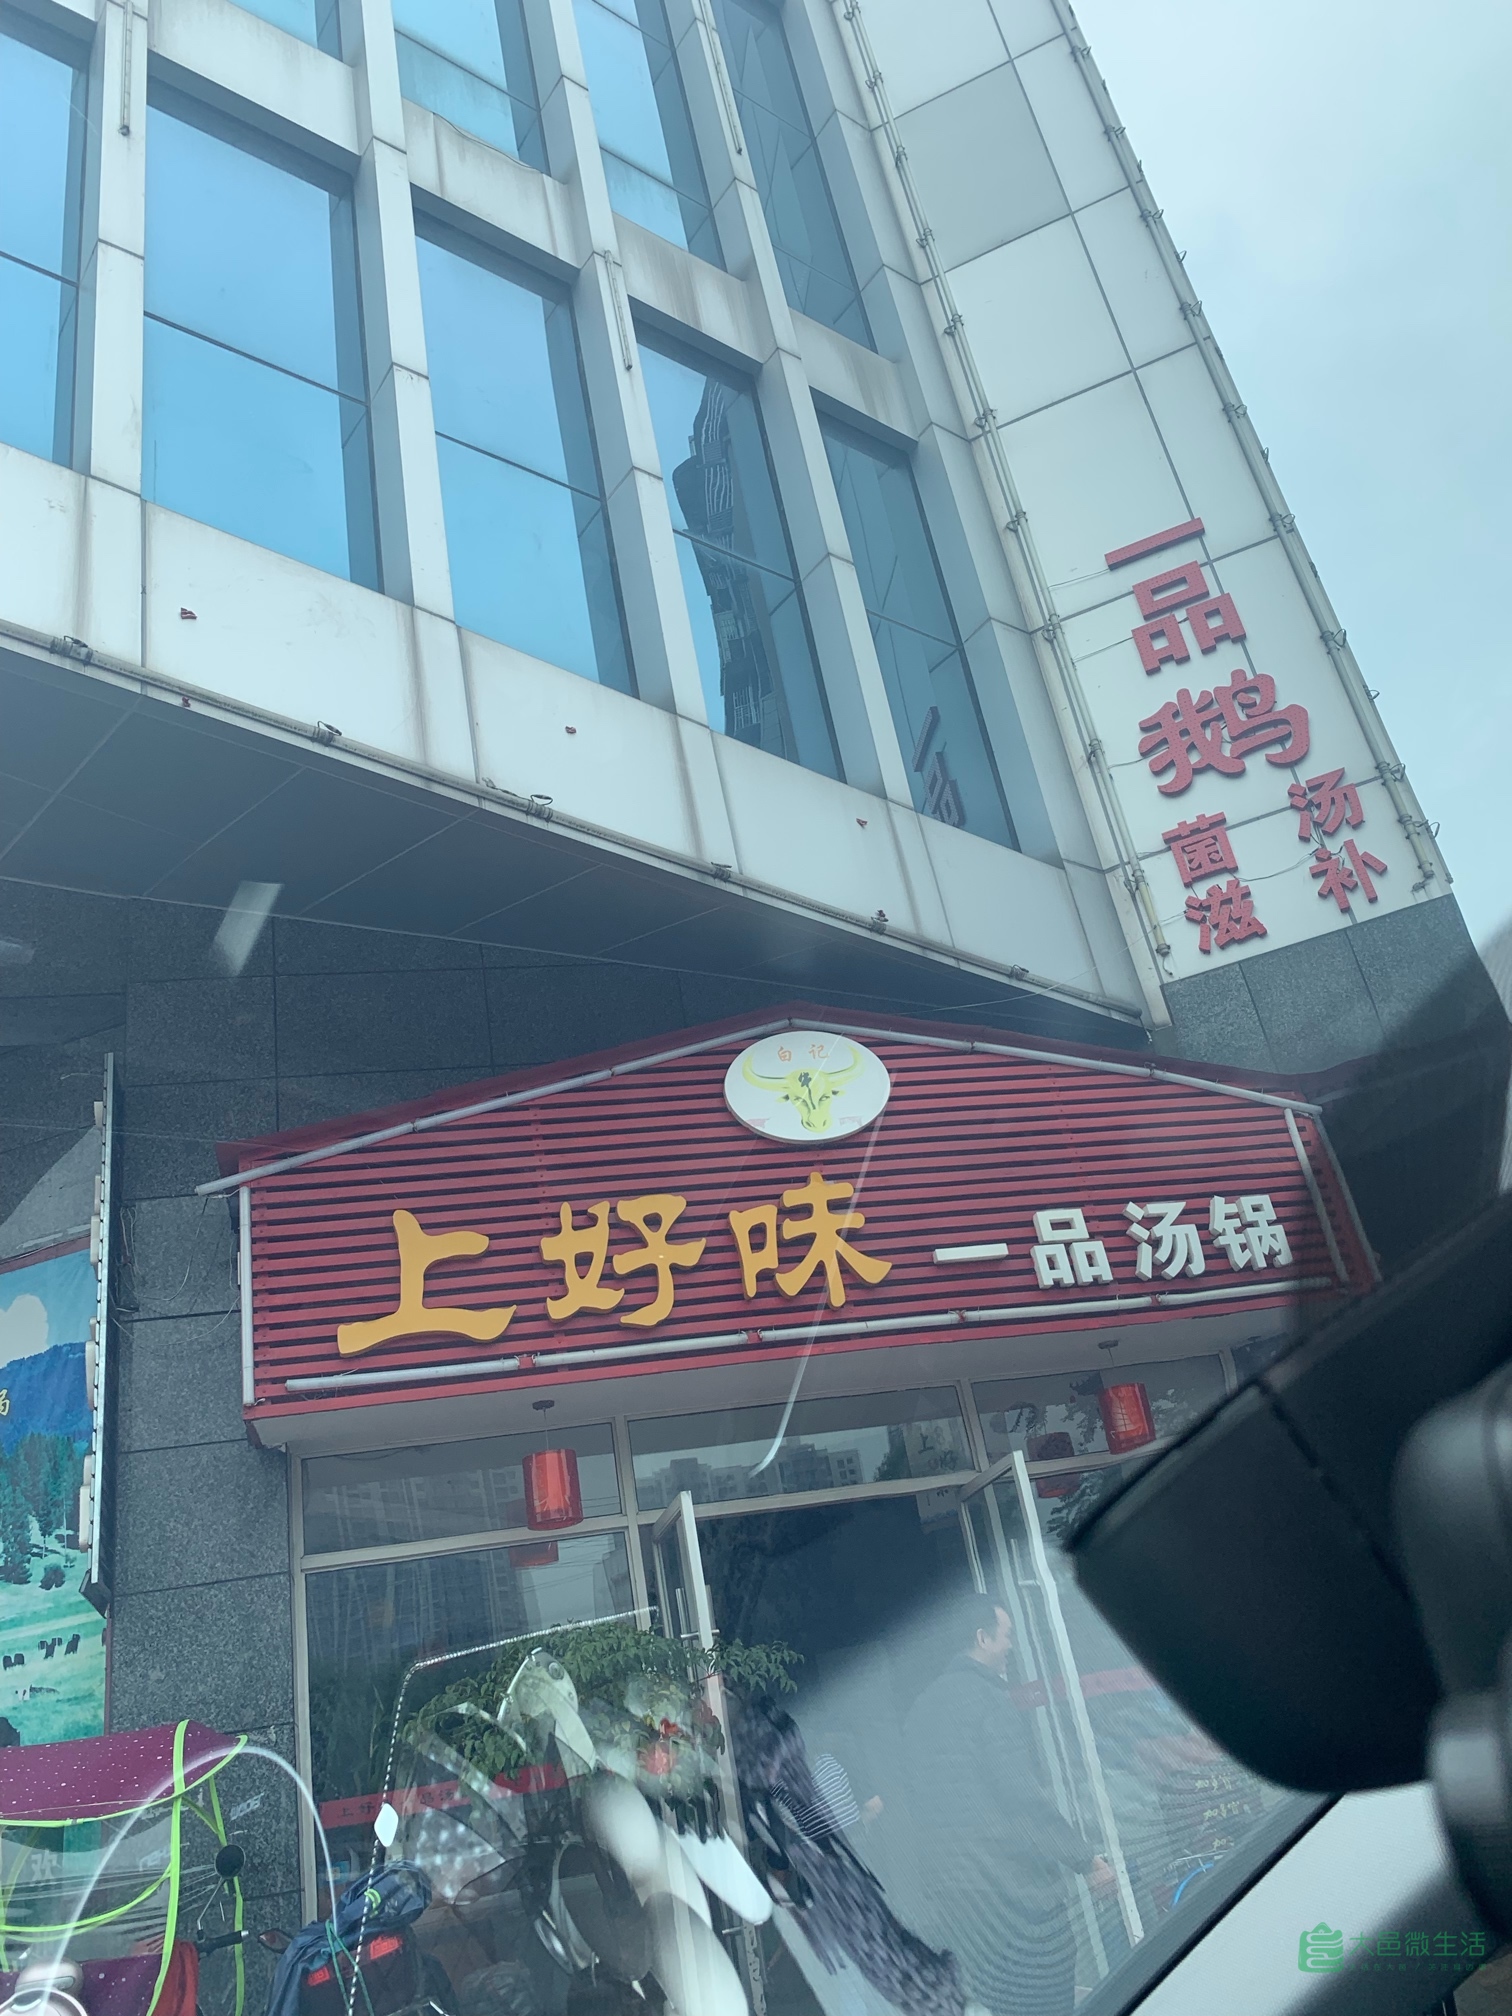 一品
鹅
菌汤
滋补
白记
上好味 一品汤锅
欢
大邑微生活